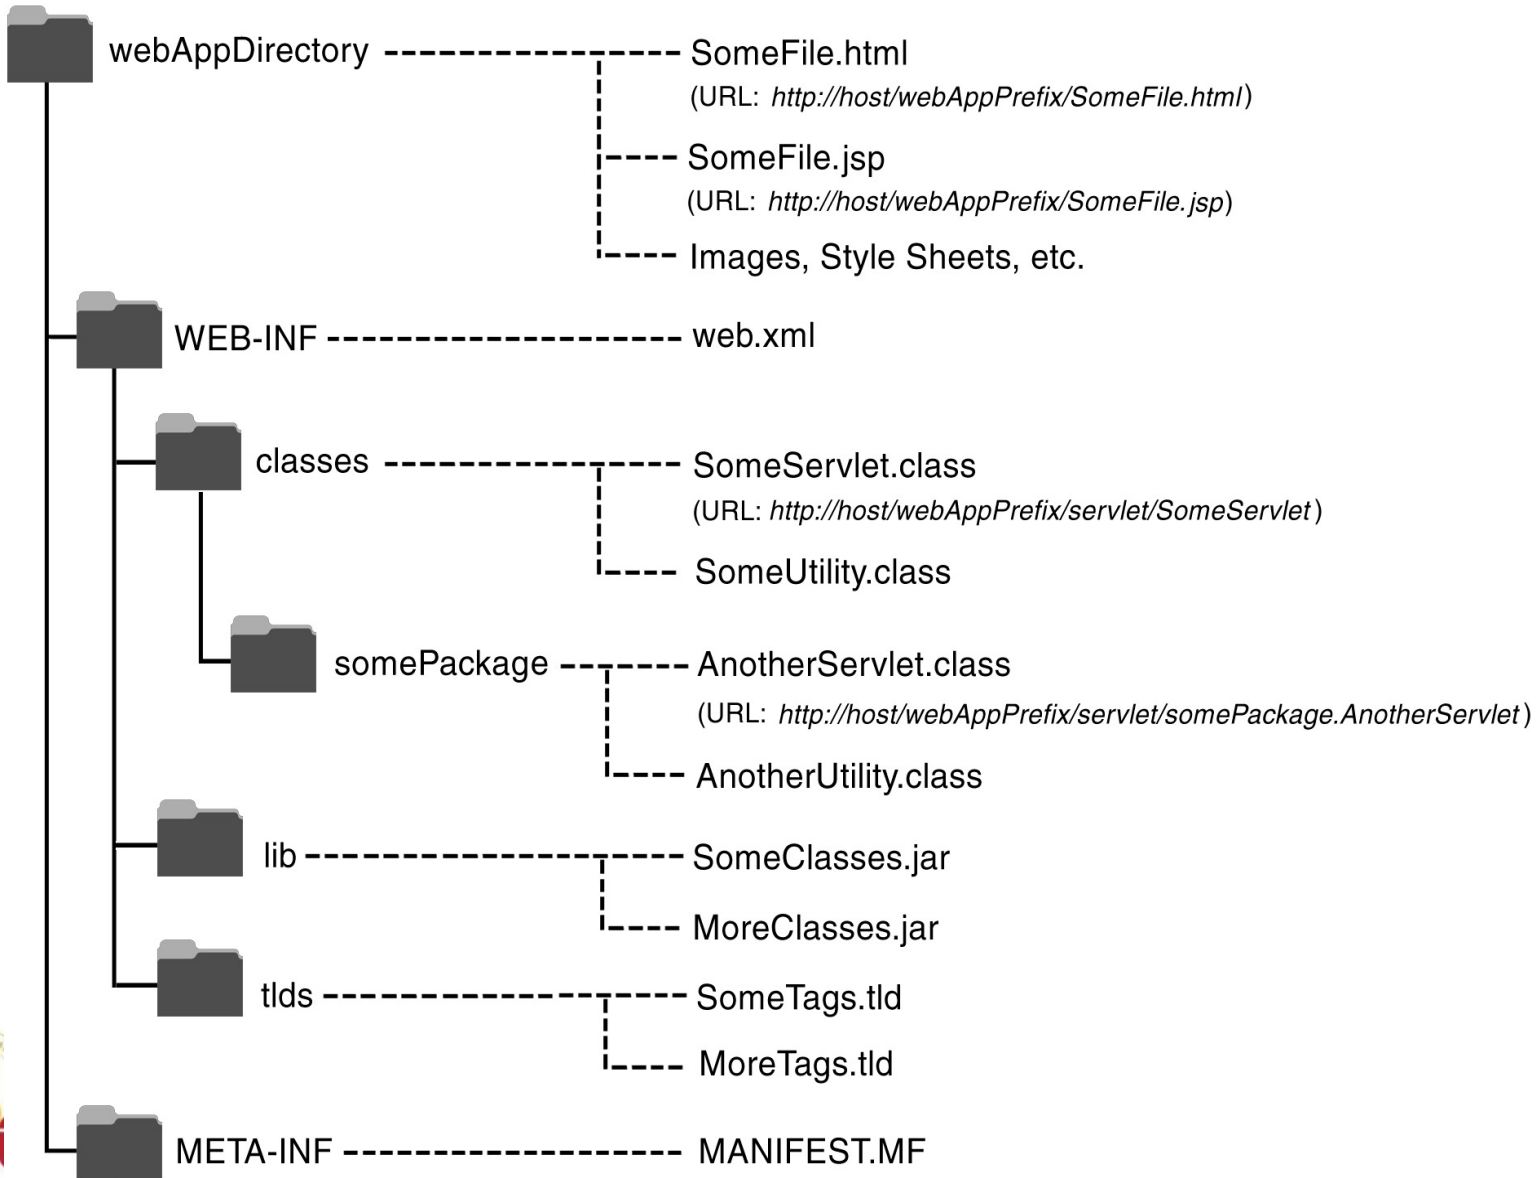 webAppDirectory
SomeFile.html
(URL: http://host/webAppPrefix/SomeFile.html)
SomeFile.jsp
(URL: http://host/webAppPrefix/SomeFile.jsp)
Images, Style Sheets, etc.
WEB-INF
web.xml
classes
SomeServlet.class
(URL: http://host/webAppPrefix/servlet/SomeServlet)
SomeUtility.class
somePackage
AnotherServlet.class
(URL: http://host/webAppPrefix/servlet/somePackage.AnotherServlet)
AnotherUtility.class
lib
SomeClasses.jar
MoreClasses.jar
tlds
SomeTags.tld
MoreTags.tld
META-INF
MANIFEST.MF